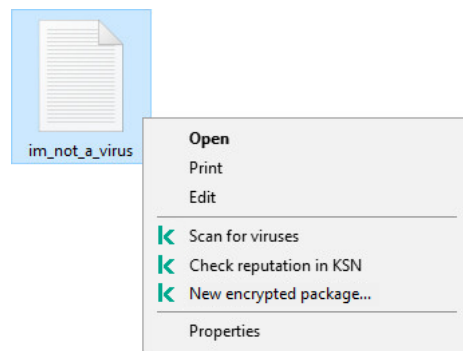 im_not_a_virus
Open
Print
Edit
Scan for viruses
Check reputation in KSN
New encrypted package...
Properties